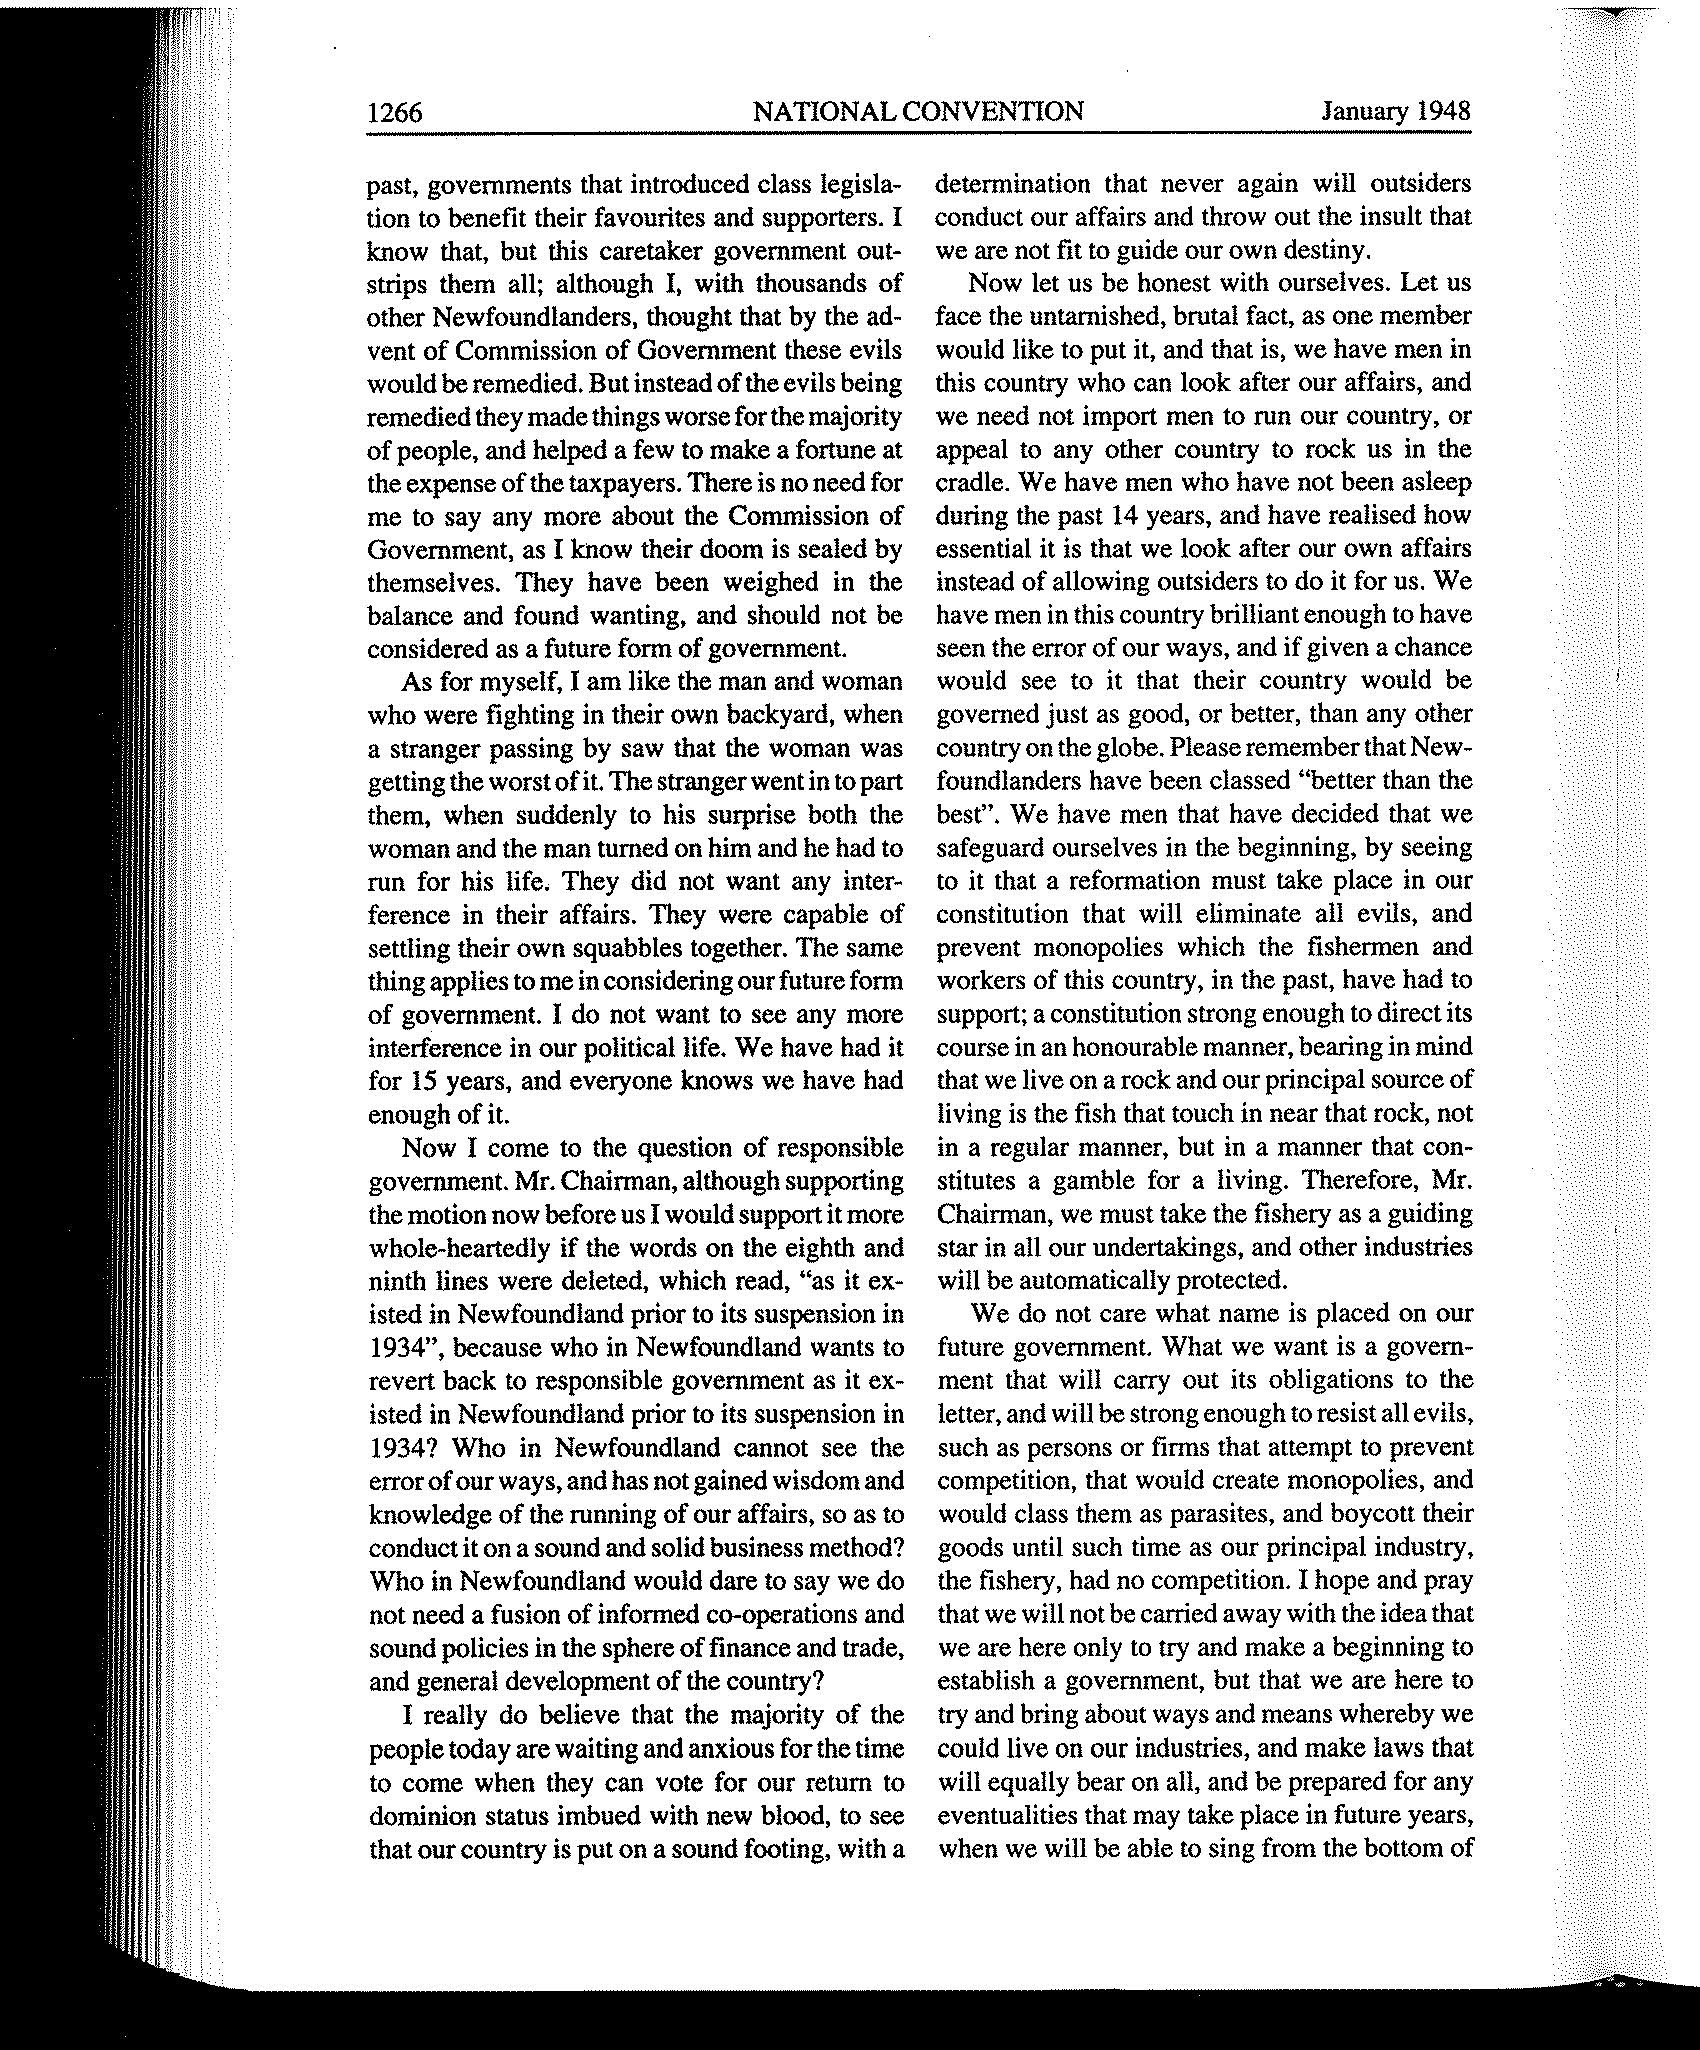 1266 NATIONAL CONVENTION January 1948
past, governments that introduced class legisla-
tion to benefit their favourites and supporters. I
know that, but this caretaker government out-
strips them all; although I, with thousands of
other Newfoundlanders, thought that by the ad-
vent of Commission of Government these evils
would be remedied. But instead of the evils being
remedied they made things worse for the majority
of people, and helped a few to make a fortune at
the expense of the taxpayers. There is no need for
me to say any more about the Commission of
Government, as I know their doom is sealed by
themselves. They have been weighed in the
balance and found wanting, and should not be
considered as a future form of government.
As for myself, I am like the man and woman
who were fighting in their own backyard, when
a stranger passing by saw that the woman was
getting the worst of it. The stranger went in to part
them, when suddenly to his surprise both the
woman and the man turned on him and he had to
run for his life. They did not want any inter-
ference in their affairs. They were capable of
settling their own squabbles together. The same
thing applies to me in considering our future form
of government. I do not want to see any more
interference in our political life. We have had it
for 15 years, and everyone knows we have had
enough of it.
Now I come to the question of responsible
government. Mr. Chairman, although supporting
the motion now before us I would support it more
whole-heartedly if the words on the eighth and
ninth lines were deleted, which read, “as it ex-
isted in Newfoundland prior to its suspension in
1934”, because who in Newfoundland wants to
revert back to responsible government as it ex-
isted in Newfoundland prior to its suspension in
1934? Who in Newfoundland cannot see the
error of our ways, and has not gained wisdom and
knowledge of the running of our affairs, so as to
conduct it on a sound and solid business method?
Who in Newfoundland would dare to say we do
not need a fusion of informed co-operations and
sound policies in the sphere of finance and trade,
and general development of the country?
I really do believe that the majority of the
people today are waiting and anxious for the time
to come when they can vote for our return to
dominion status imbued with new blood, to see
that our country is put on a sound footing, with a
determination that never again will outsiders
conduct our affairs and throw out the insult that
we are not fit to guide our own destiny.
Now let us be honest with ourselves. Let us
face the untarnished, brutal fact, as one member
would like to put it, and that is, we have men in
this country who can look after our affairs, and
we need not import men to run our country, or
appeal to any other country to rock us in the
cradle. We have men who have not been asleep
during the past 14 years, and have realised how
essential it is that we look after our own affairs
instead of allowing outsiders to do it for us. We
have men in this country brilliant enough to have
seen the error of our ways, and if given a chance
would see to it that their country would be
governed just as good, or better, than any other
country on the globe. Please remember that New-
foundlanders have been classed “better than the
best”. We have men that have decided that we
safeguard ourselves in the beginning, by seeing
to it that a reformation must take place in our
constitution that will eliminate all evils, and
prevent monopolies which the fishermen and
workers of this country, in the past, have had to
support; a constitution strong enough to direct its
course in an honourable manner, bearing in mind
that we live on a rock and our principal source of
living is the fish that touch in near that rock, not
in a regular manner, but in a manner that con-
stitutes a gamble for a living. Therefore, Mr.
Chairman, we must take the fishery as a guiding
star in all our undertakings, and other industries
will be automatically protected.
We do not care what name is placed on our
future government. What we want is a govern-
ment that will carry out its obligations to the
letter, and will be strong enough to resist all evils,
such as persons or firms that attempt to prevent
competition, that would create monopolies, and
would class them as parasites, and boycott their
goods until such time as our principal industry,
the fishery, had no competition. I hope and pray
that we will not be carried away with the idea that
we are here only to try and make a beginning to
establish a government, but that we are here to
try and bring about ways and means whereby we
could live on our industries, and make laws that
will equally bear on all, and be prepared for any
eventualities that may take place in future years,
when we will be able to sing from the bottom of